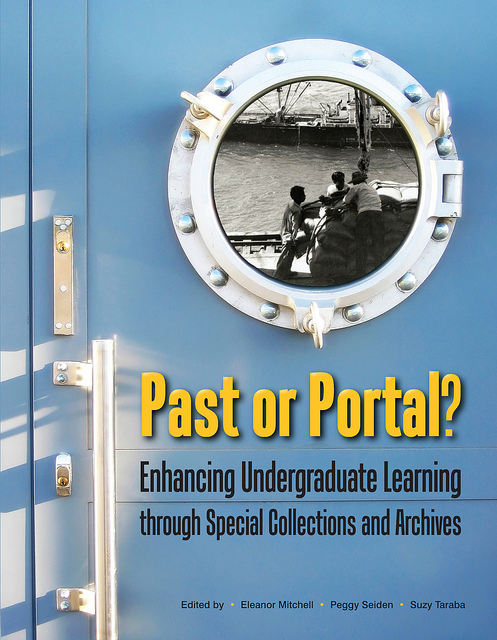 Past or Portal?
Enhancing Undergraduate Learning
through Special Collections and Archives
Edited by • Eleanor Mitchell • Peggy Seiden • Suzy Taraba